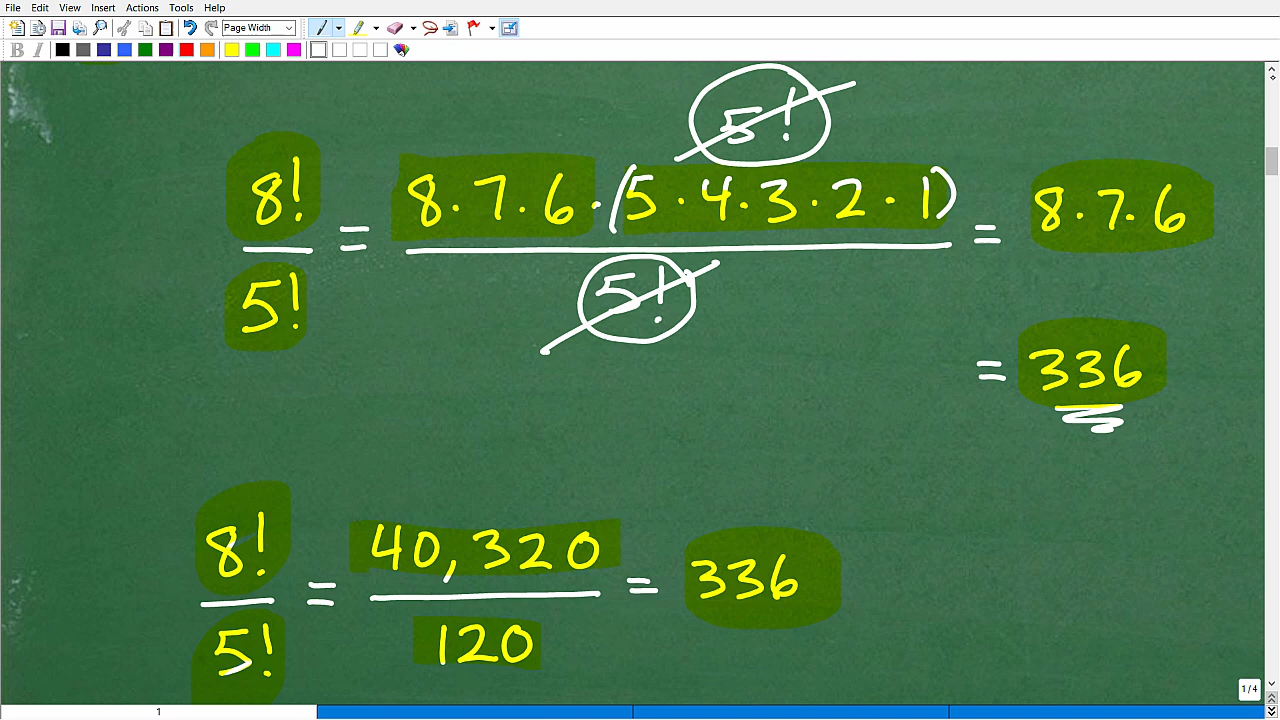 File Edit View Insert Actions Tools Help
Page Width
B I
5!
8! / 5! = 8 · 7 · 6 · (5 · 4 · 3 · 2 · 1) / 5! = 8 · 7 · 6
= 336
8! / 5! = 40,320 / 120 = 336
1/4
1